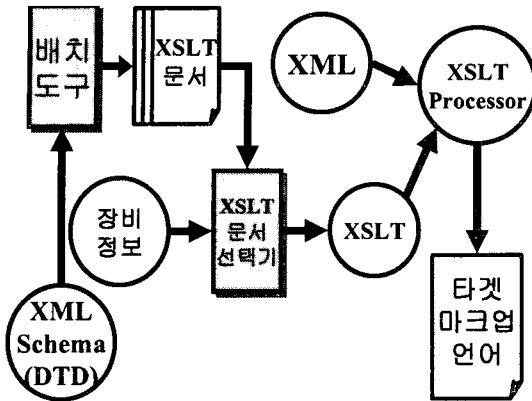 배치
도구
XSLT
문서
XML
XSLT
Processor
장비
정보
XSLT
문서
선택기
XSLT
타겟
마크업
언어
XML
Schema
(DTD)